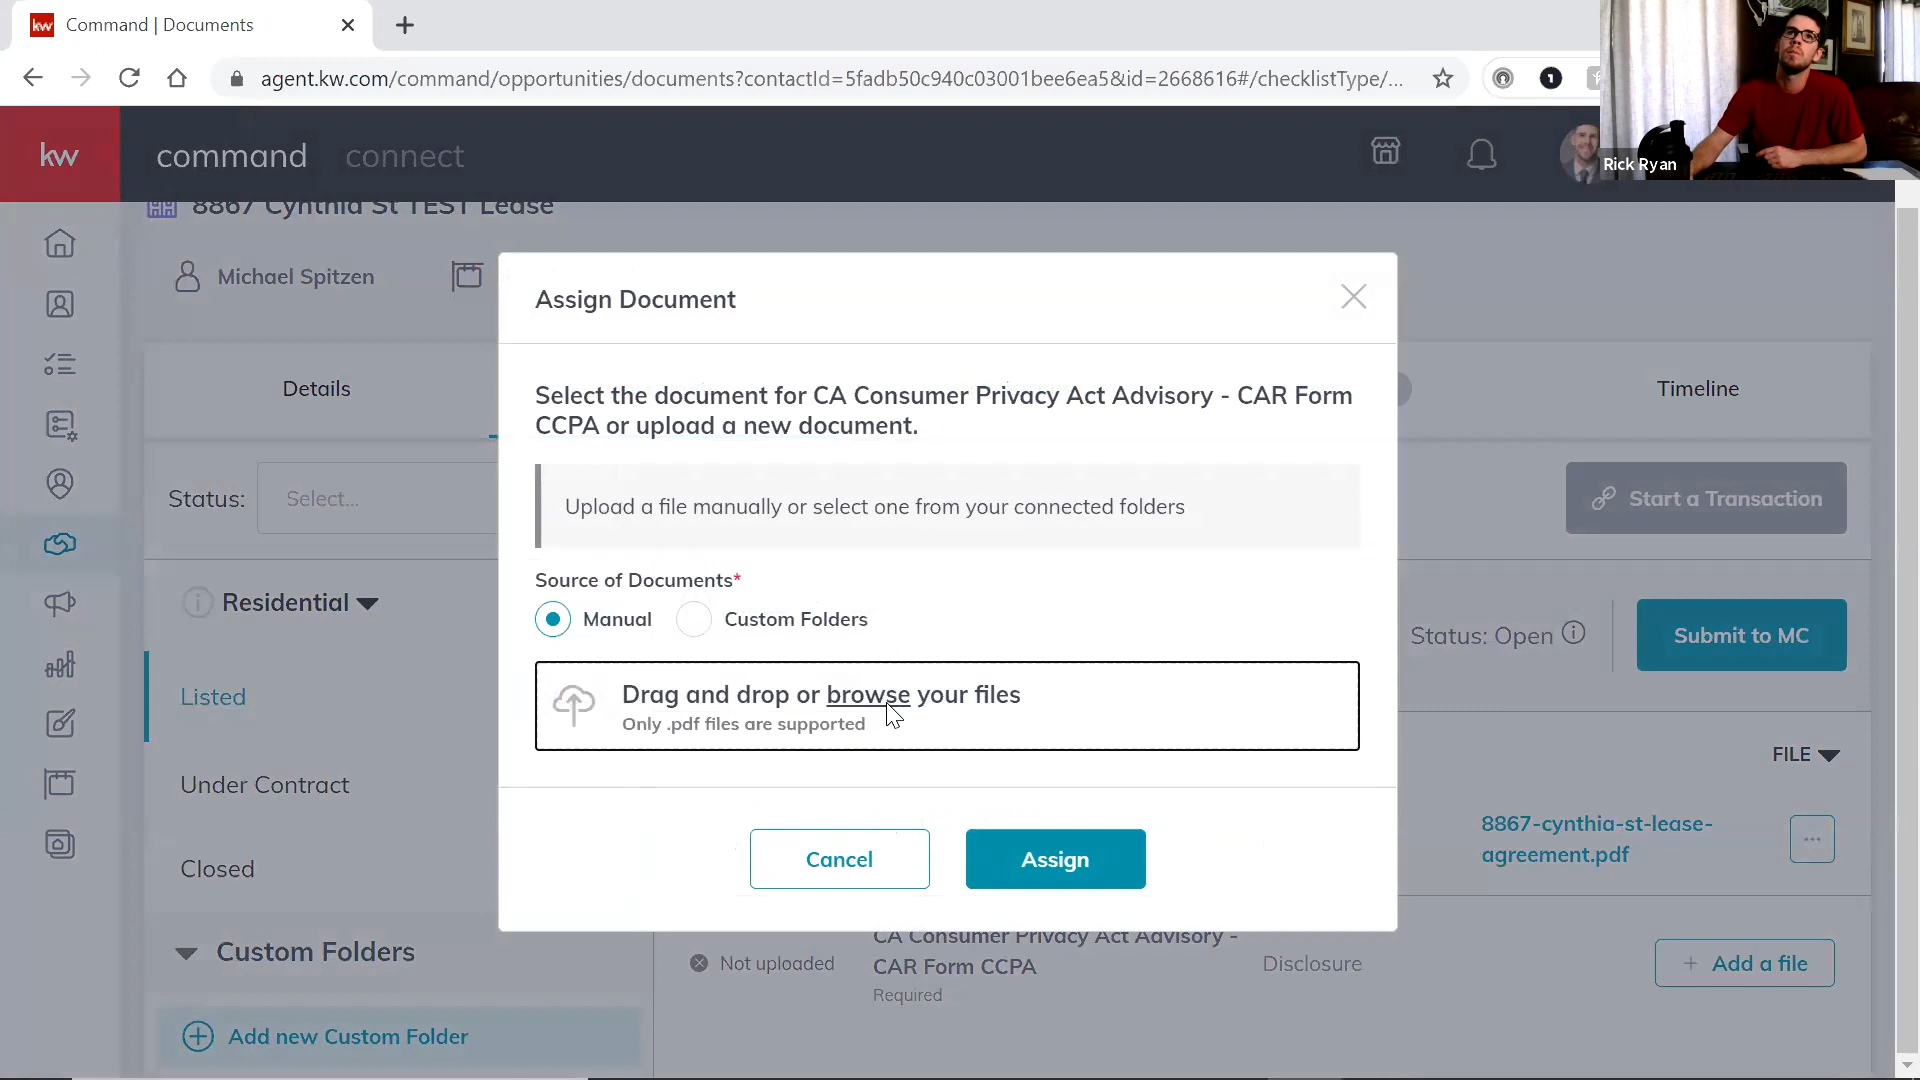 kw
Command | Documents
agent.kw.com/command/opportunities/documents?contactId=5fadb50c940c03001bee6ea5&id=2668616#/checklistType/...
Rick Ryan
kw
command
connect
8867 Cynthia St TEST Lease
Michael Spitzen
Details
Timeline
Status:
Select...
Start a Transaction
Residential
Status: Open
Submit to MC
Listed
Under Contract
Closed
Custom Folders
Add new Custom Folder
Assign Document
Select the document for CA Consumer Privacy Act Advisory - CAR Form
CCPA or upload a new document.
Upload a file manually or select one from your connected folders
Source of Documents*
Manual
Custom Folders
Drag and drop or browse your files
Only .pdf files are supported
Cancel
Assign
FILE
8867-cynthia-st-lease-
agreement.pdf
...
Not uploaded
CA Consumer Privacy Act Advisory -
CAR Form CCPA
Required
Disclosure
+ Add a file